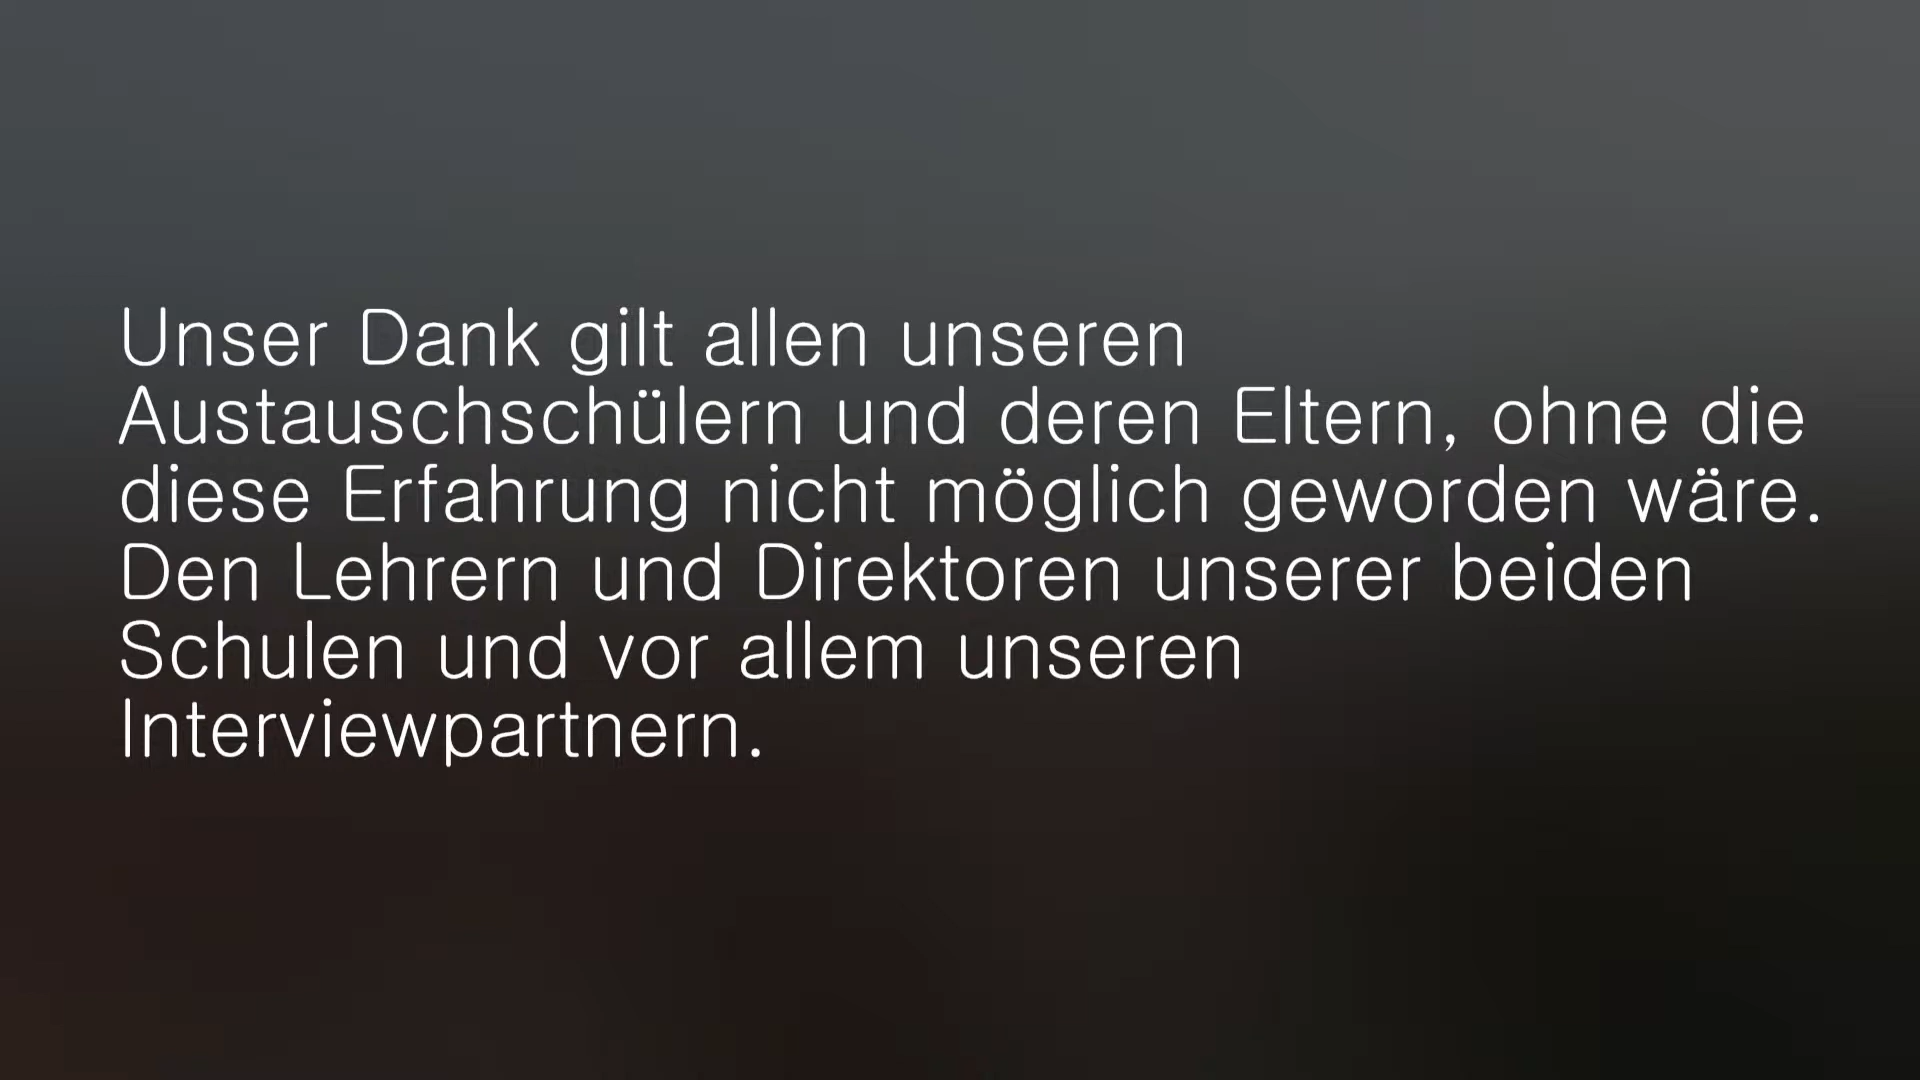 Unser Dank gilt allen unseren
Austauschschülern und deren Eltern, ohne die
diese Erfahrung nicht möglich geworden wäre.
Den Lehrern und Direktoren unserer beiden
Schulen und vor allem unseren
Interviewpartnern.